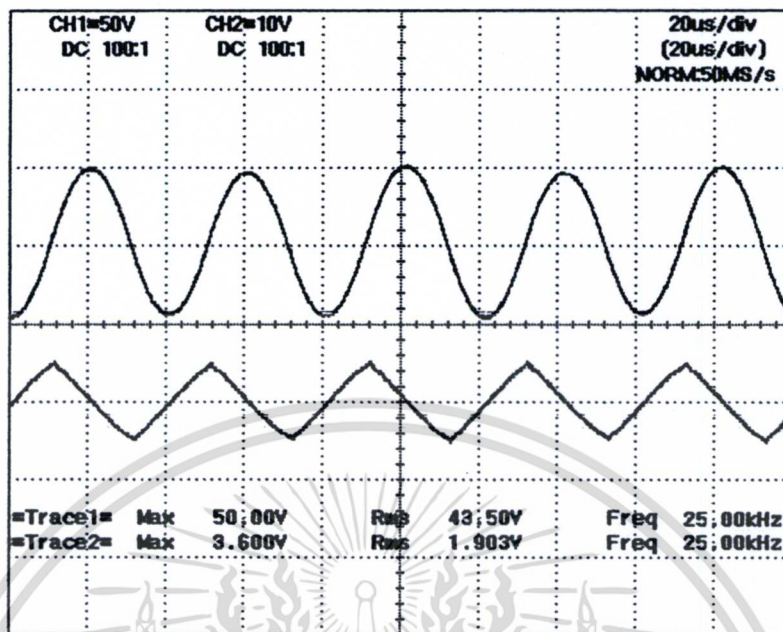 CH1=50V CH2=10V 20us/div
DC 100:1 DC 100:1 (20us/div)
NORM:50MS/s
=Trace1= Max 50.00V Rms 43.50V Freq 25.00kHz
=Trace2= Max 3.600V Rms 1.903V Freq 25.00kHz